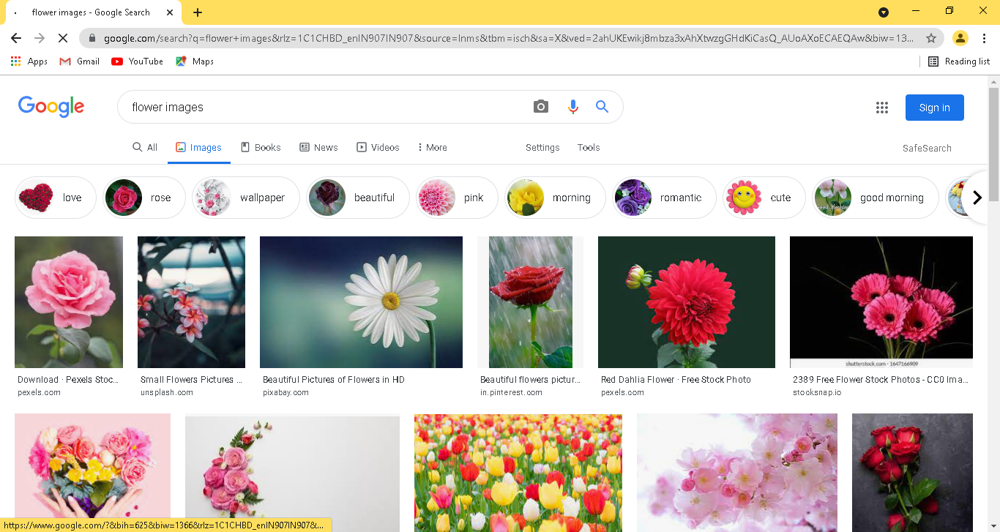 flower images - Google Search
google.com/search?q=flower+images&rlz=1C1CHBD_enIN907IN907&source=lnms&tbm=isch&sa=X&ved=2ahUKEwikj8mbza3xAhXtwzgGHdKiCasQ_AUoAXoECAEQAw&biw=13...
Apps Gmail YouTube Maps Reading list
Google flower images Sign in
All Images Books News Videos More Settings Tools SafeSearch
love rose wallpaper beautiful pink morning romantic cute good morning
shutterstock.com · 1647166909
Download · Pexels Stoc... Small Flowers Pictures ... Beautiful Pictures of Flowers in HD Beautiful flowers pictur... Red Dahlia Flower · Free Stock Photo 2389 Free Flower Stock Photos - CC0 Ima...
pexels.com unsplash.com pixabay.com in.pinterest.com pexels.com stocksnap.io
https://www.google.com/?&bih=625&biw=1366&rlz=1C1CHBD_enIN907IN907&...